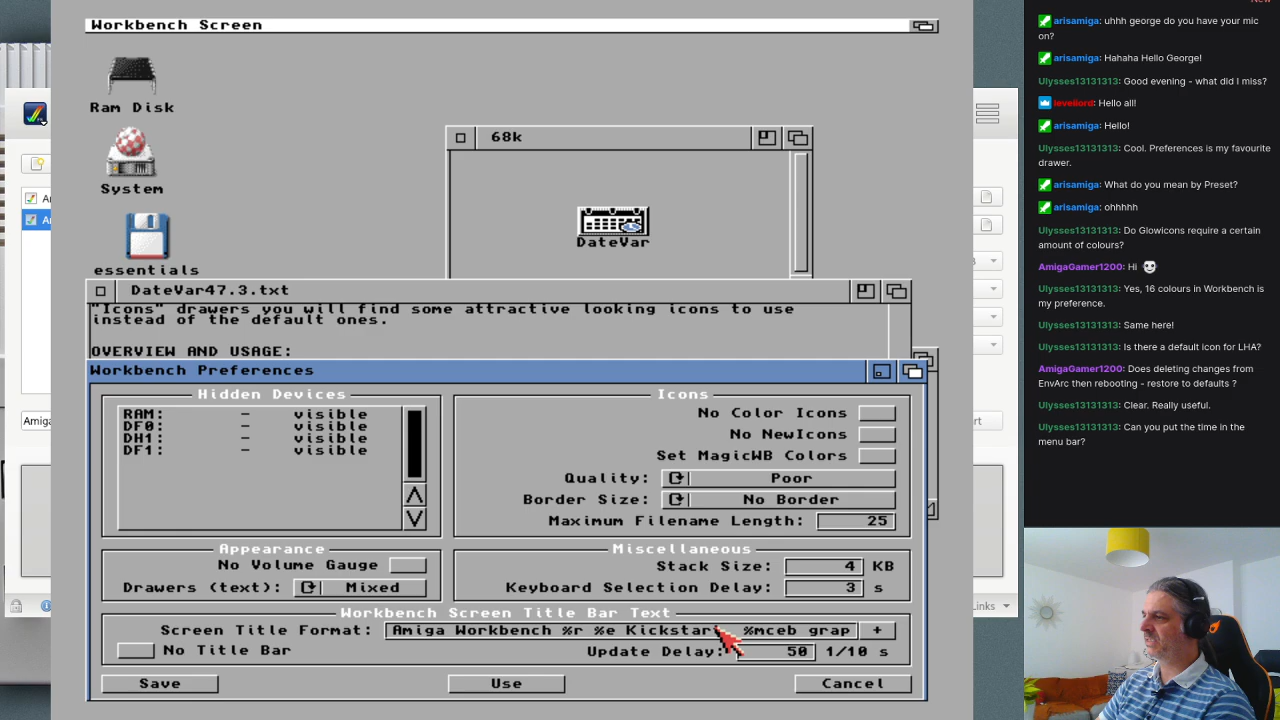 Workbench Screen
Ram Disk
System
essentials
68k
DateVar
DateVar47.3.txt
"Icons" drawers you will find some attractive looking icons to use
instead of the default ones.
OVERVIEW AND USAGE:
Workbench Preferences
Hidden Devices
RAM: - visible
DF0: - visible
DH1: - visible
DF1: - visible
Icons
No Color Icons
No NewIcons
Set MagicWB Colors
Quality: Poor
Border Size: No Border
Maximum Filename Length: 25
Appearance
No Volume Gauge
Drawers (text): Mixed
Miscellaneous
Stack Size: 4 KB
Keyboard Selection Delay: 3 s
Workbench Screen Title Bar Text
Screen Title Format: Amiga Workbench %r %e Kickstar %mceb grap +
No Title Bar
Update Delay: 50 1/10 s
Save
Use
Cancel
Amiga
Links
New
arisamiga: uhhh george do you have your mic
on?
arisamiga: Hahaha Hello George!
Ulysses13131313: Good evening - what did I miss?
levellord: Hello all!
arisamiga: Hello!
Ulysses13131313: Cool. Preferences is my favourite
drawer.
arisamiga: What do you mean by Preset?
arisamiga: ohhhhh
Ulysses13131313: Do Glowicons require a certain
amount of colours?
AmigaGamer1200: Hi
Ulysses13131313: Yes, 16 colours in Workbench is
my preference.
Ulysses13131313: Same here!
Ulysses13131313: Is there a default icon for LHA?
AmigaGamer1200: Does deleting changes from
EnvArc then rebooting - restore to defaults ?
Ulysses13131313: Clear. Really useful.
Ulysses13131313: Can you put the time in the
menu bar?